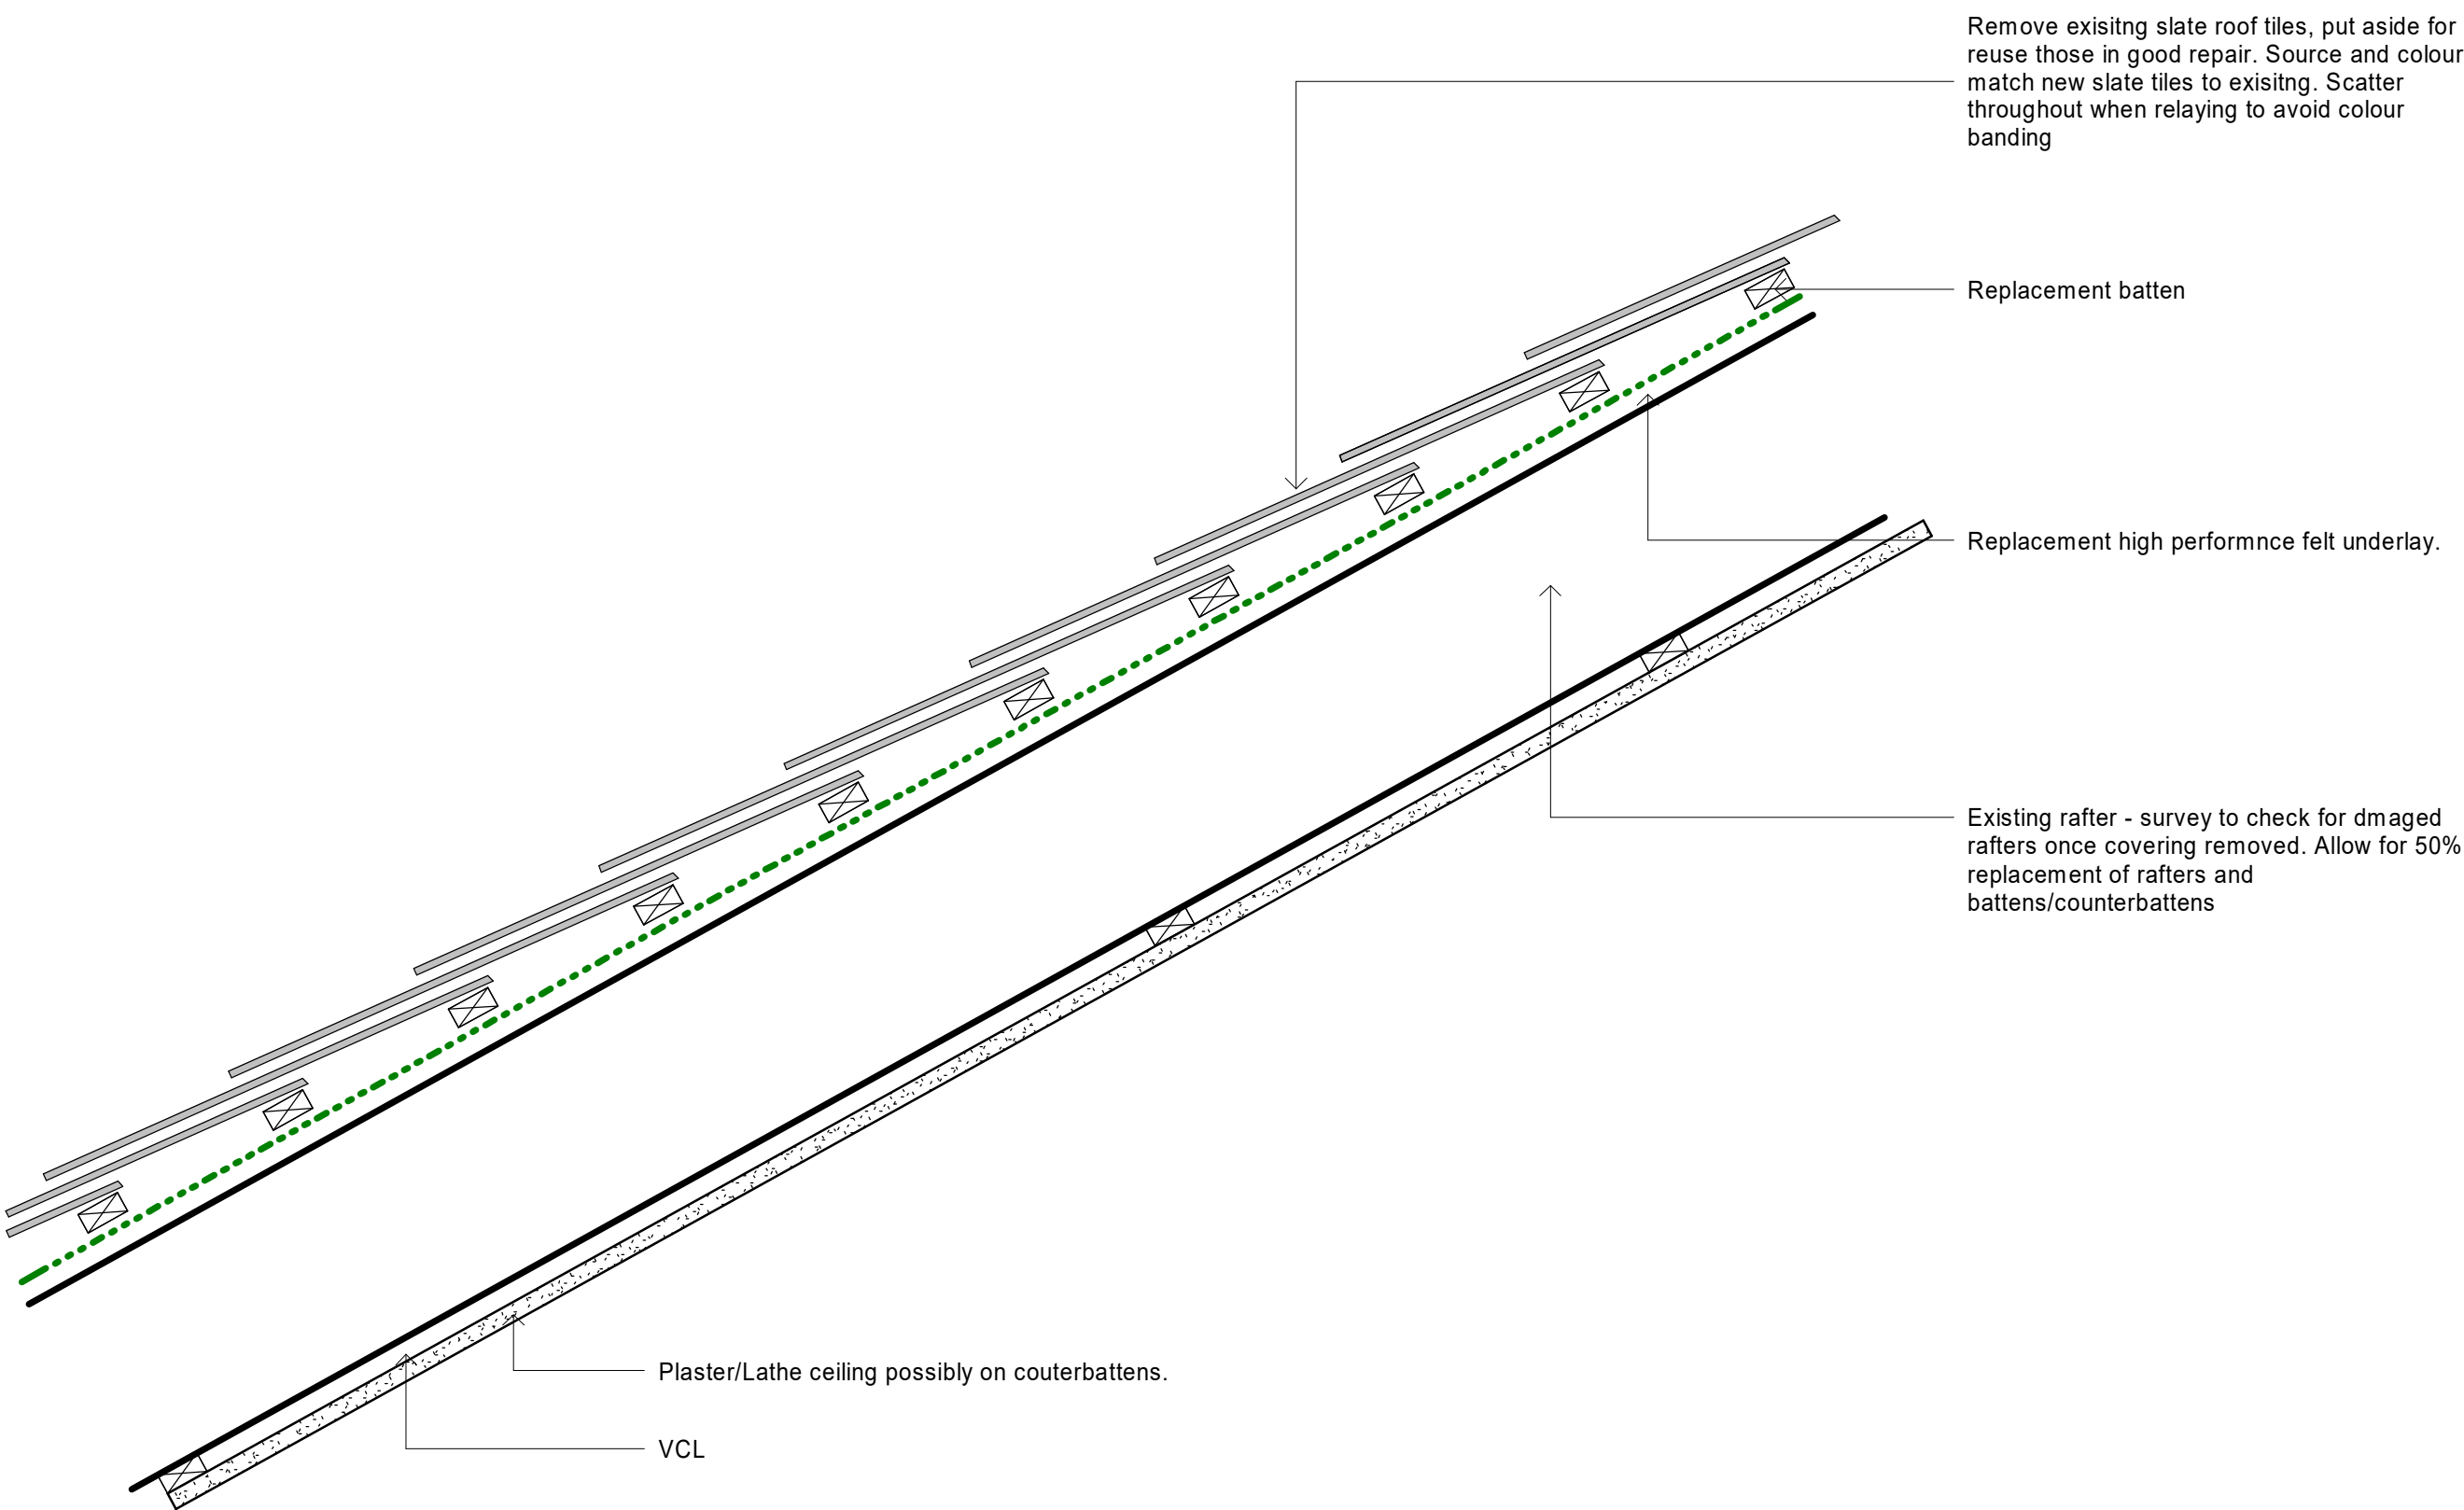 Remove exisitng slate roof tiles, put aside for
reuse those in good repair. Source and colour
match new slate tiles to exisitng. Scatter
throughout when relaying to avoid colour
banding
Replacement batten
Replacement high performnce felt underlay.
Existing rafter - survey to check for dmaged
rafters once covering removed. Allow for 50%
replacement of rafters and
battens/counterbattens
Plaster/Lathe ceiling possibly on couterbattens.
VCL